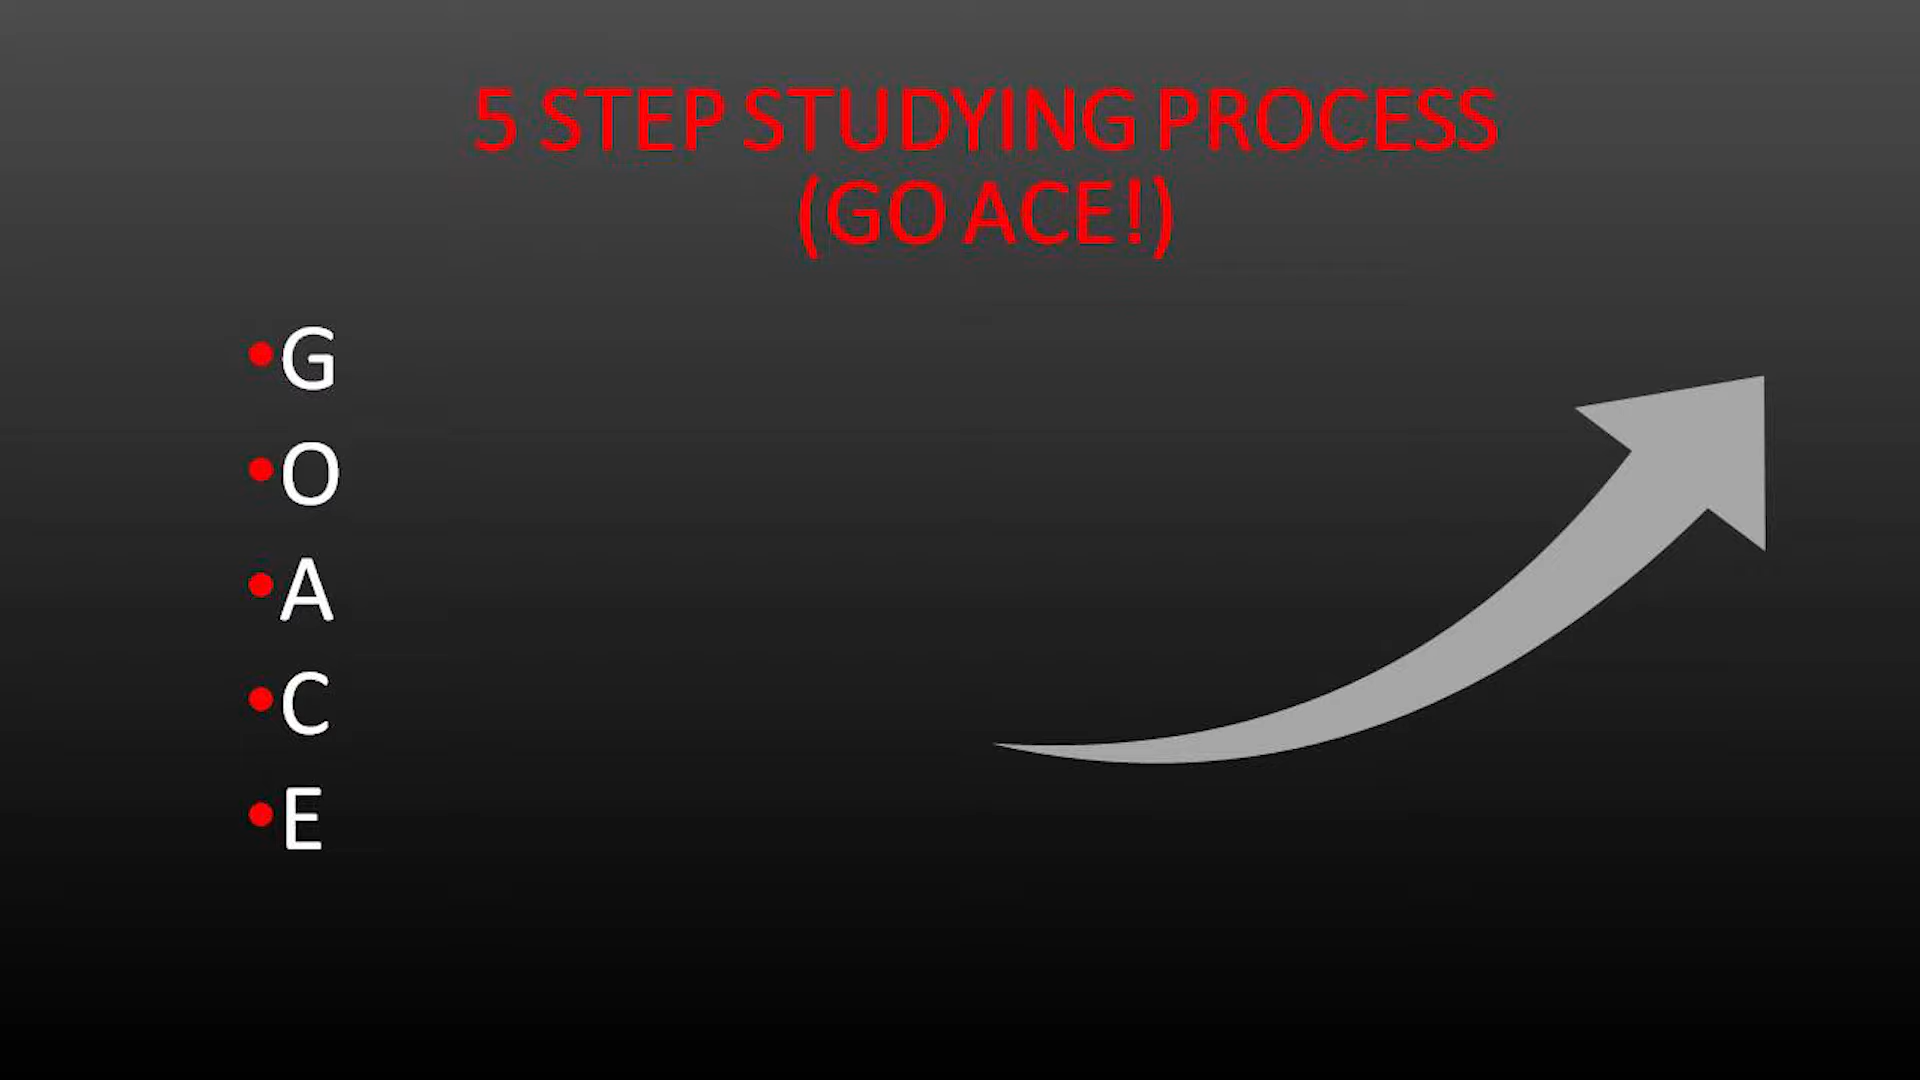 5 STEP STUDYING PROCESS
(GO ACE!)
•G
•O
•A
•C
•E